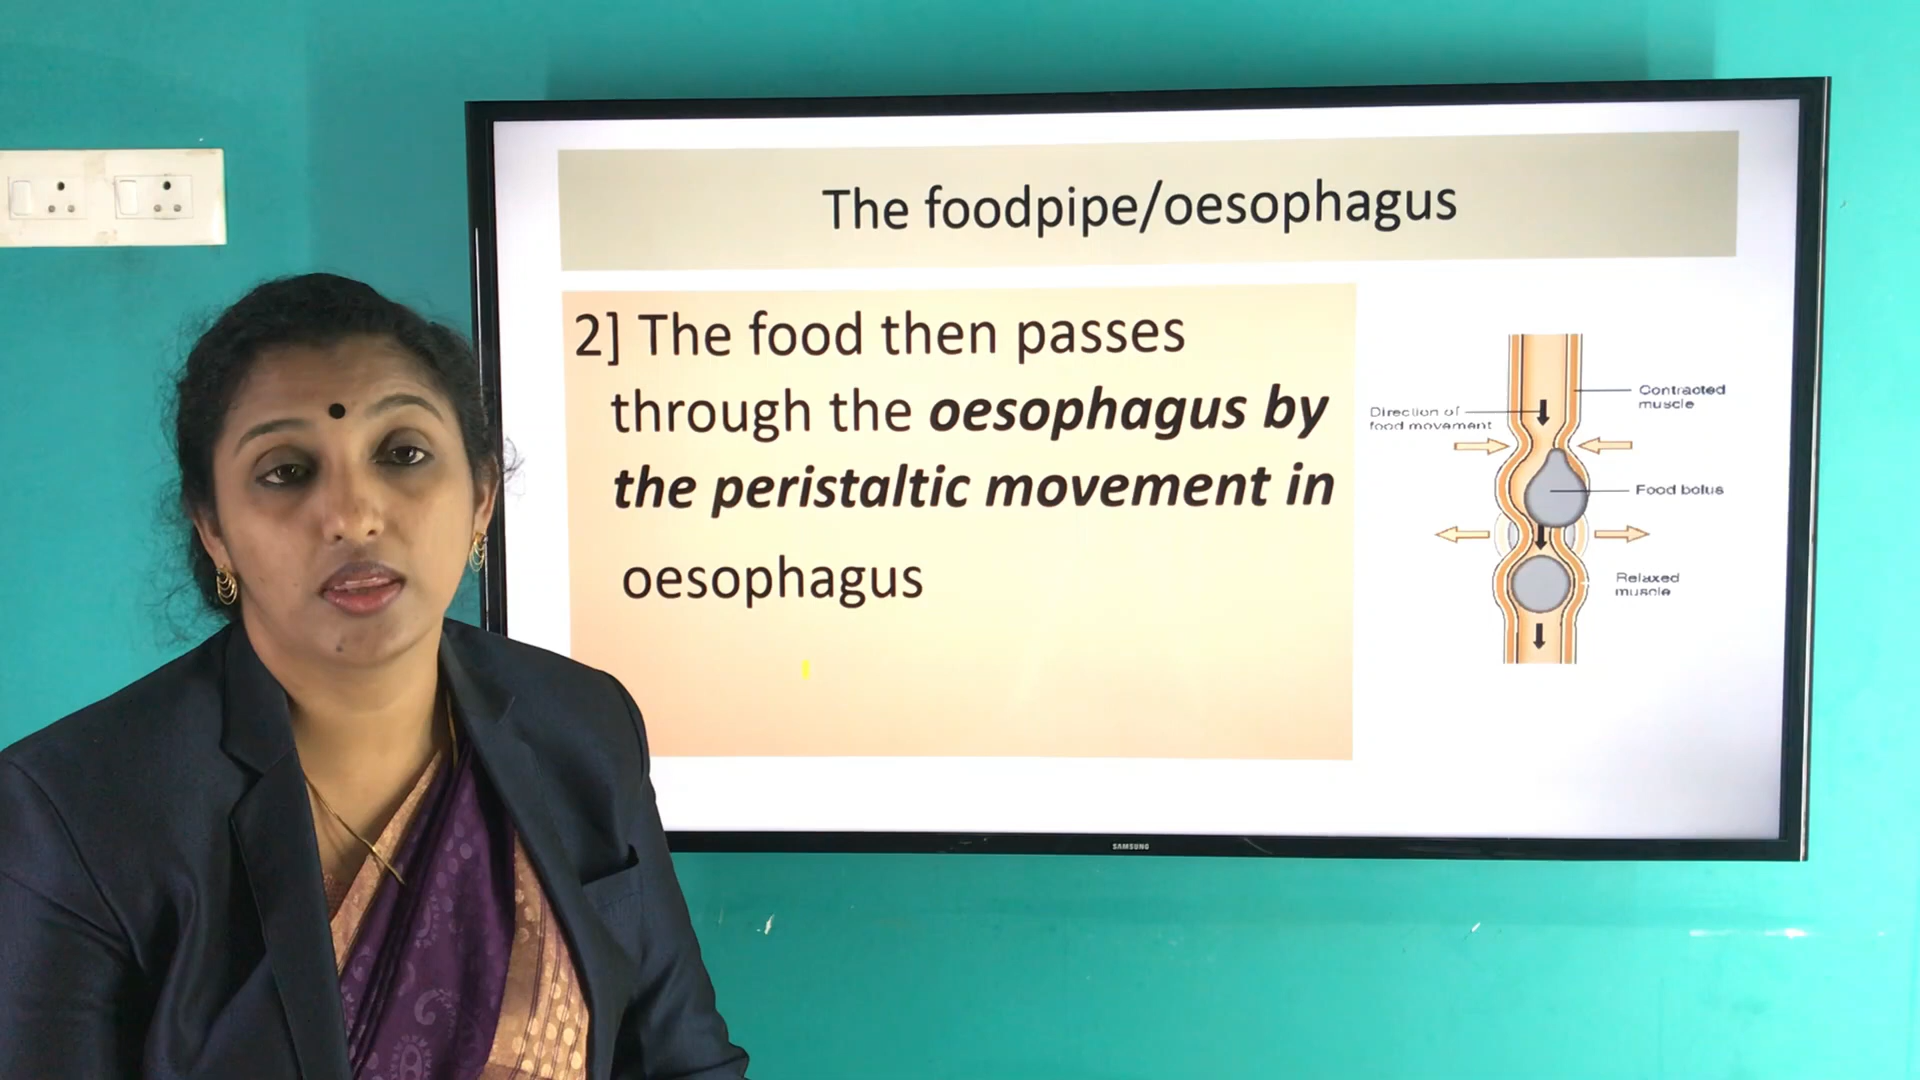 The foodpipe/oesophagus
2] The food then passes
through the oesophagus by
the peristaltic movement in
oesophagus
Contracted
muscle
Direction of
food movement
Food bolus
Relaxed
muscle
SAMSUNG